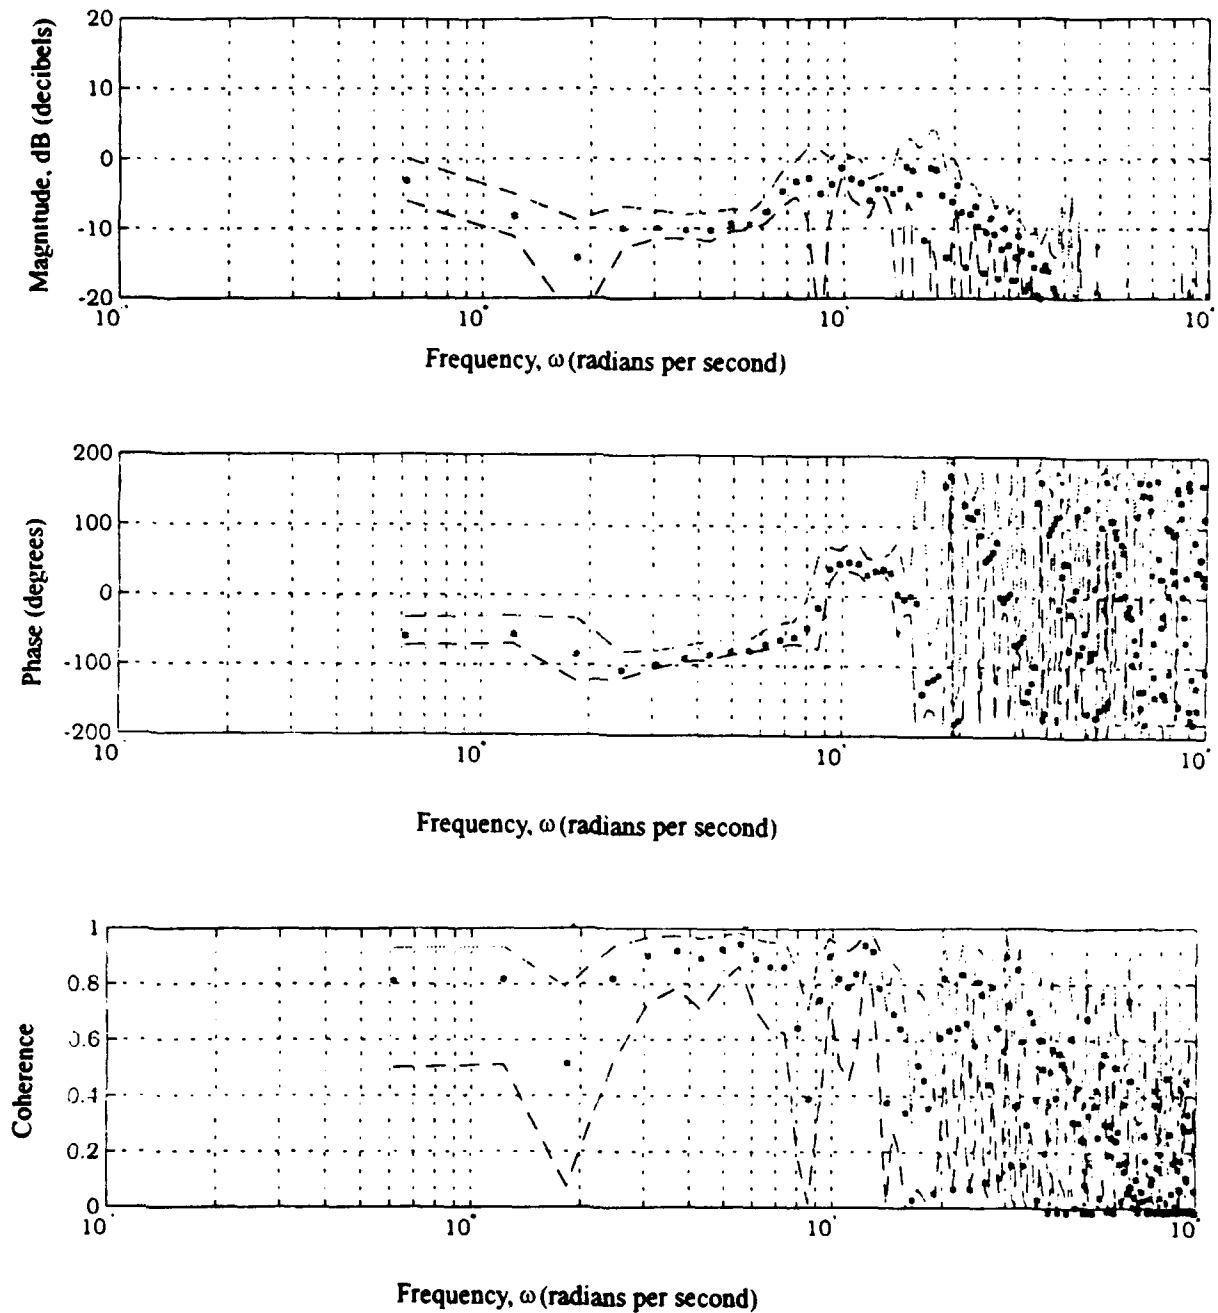 20
10
0
-10
-20
Magnitude, dB (decibels)
10 10 10 10
Frequency, ω (radians per second)
200
100
0
-100
-200
Phase (degrees)
10 10 10 10
Frequency, ω (radians per second)
1
0.8
0.6
0.4
0.2
0
Coherence
10 10 10 10
Frequency, ω (radians per second)